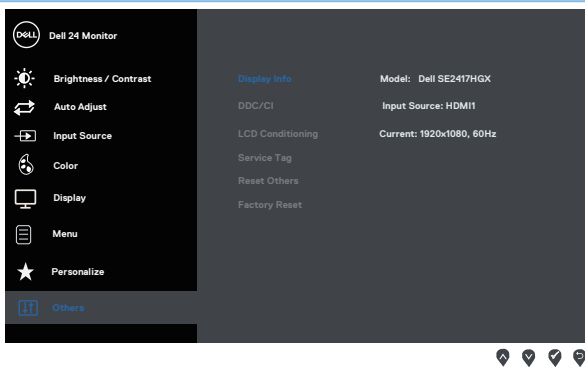 DELL Dell 24 Monitor
Brightness / Contrast
Display Info Model: Dell SE2417HGX
Auto Adjust
DDC/CI Input Source: HDMI1
Input Source
LCD Conditioning Current: 1920x1080, 60Hz
Service Tag
Color
Reset Others
Display
Factory Reset
Menu
Personalize
Others